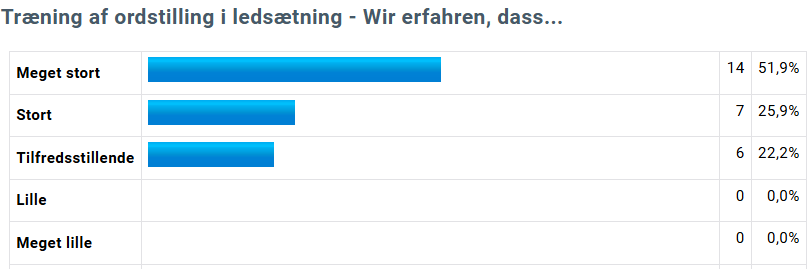 Træning af ordstilling i ledsætning - Wir erfahren, dass...
Meget stort 14 51,9%
Stort 7 25,9%
Tilfredsstillende 6 22,2%
Lille 0 0,0%
Meget lille 0 0,0%